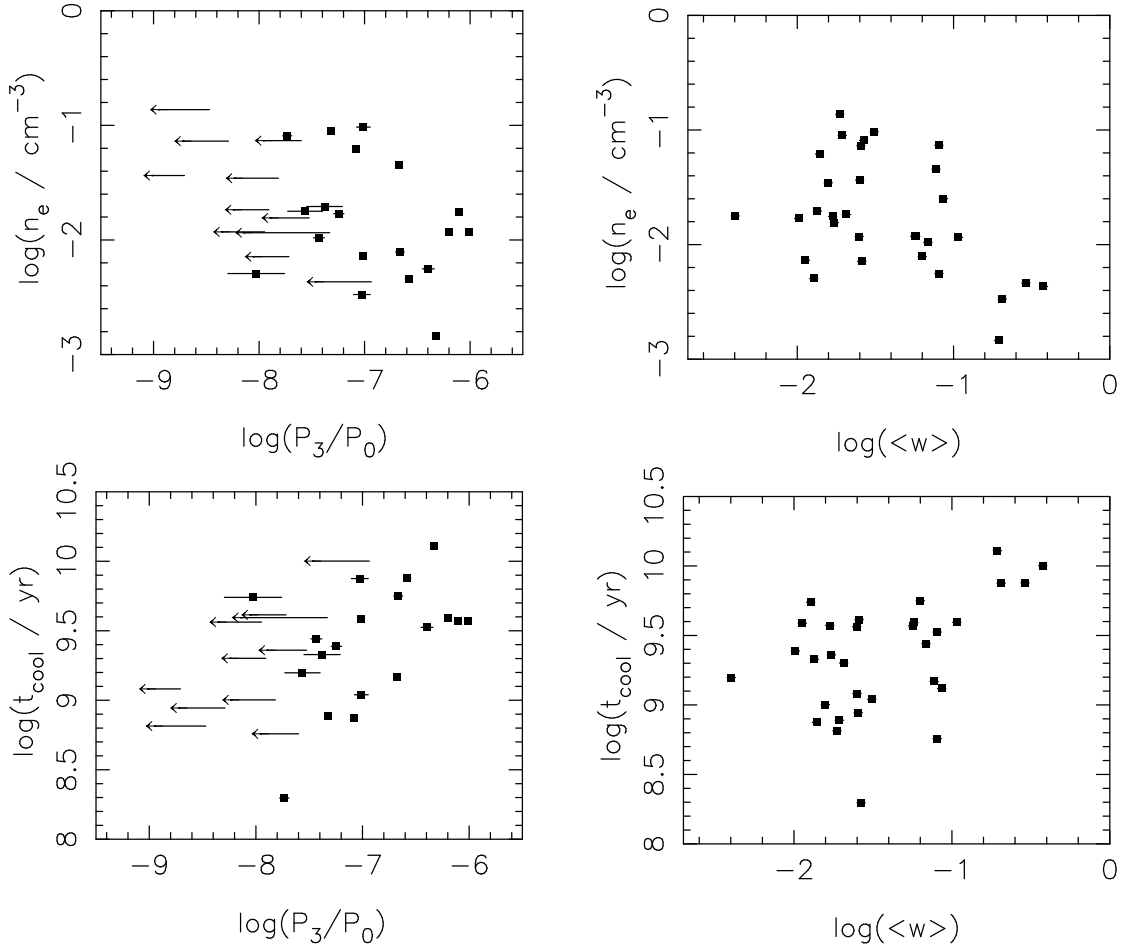 0
−1
−2
−3
log(n_e / cm^−3)
−9 −8 −7 −6
log(P_3/P_0)
0
−1
−2
−3
log(n_e / cm^−3)
−2 −1 0
log(<w>)
10.5
10
9.5
9
8.5
8
log(t_cool / yr)
−9 −8 −7 −6
log(P_3/P_0)
10.5
10
9.5
9
8.5
8
log(t_cool / yr)
−2 −1 0
log(<w>)